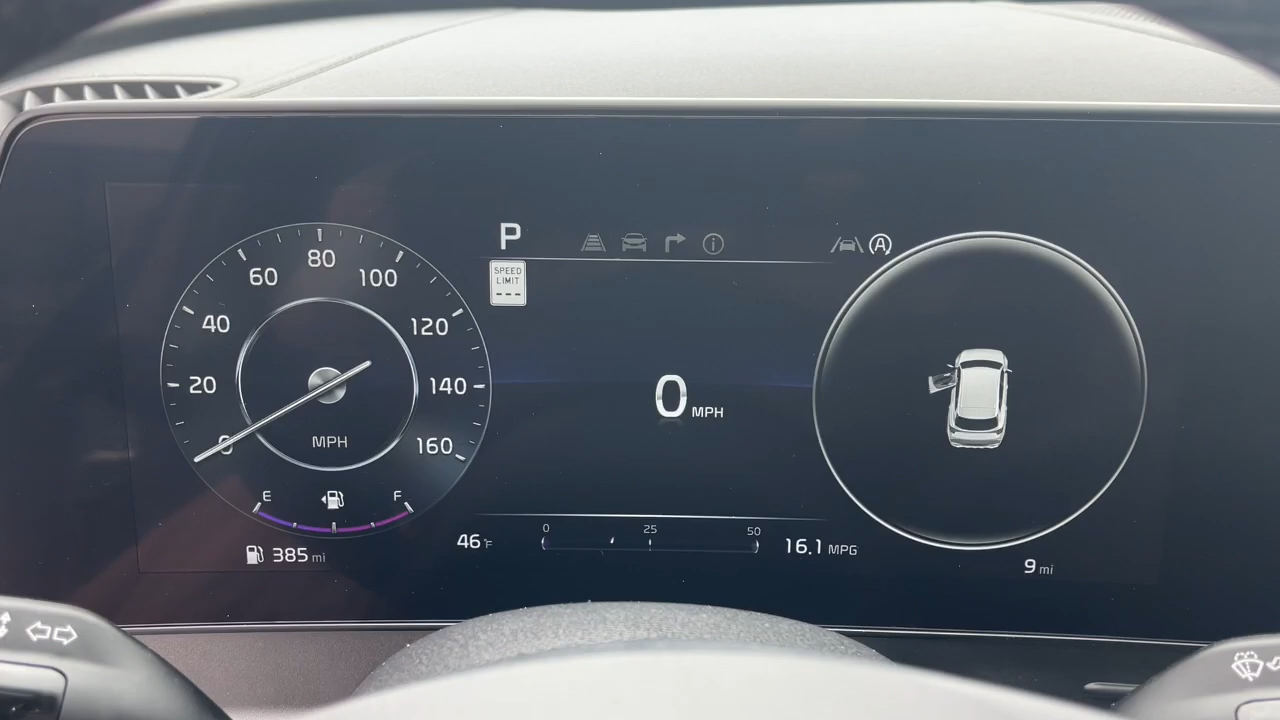 P
SPEED
LIMIT
---
0
20
40
60
80
100
120
140
160
MPH
E
F
385 mi
0 MPH
46°F
0
25
50
16.1 MPG
A
i
9 mi